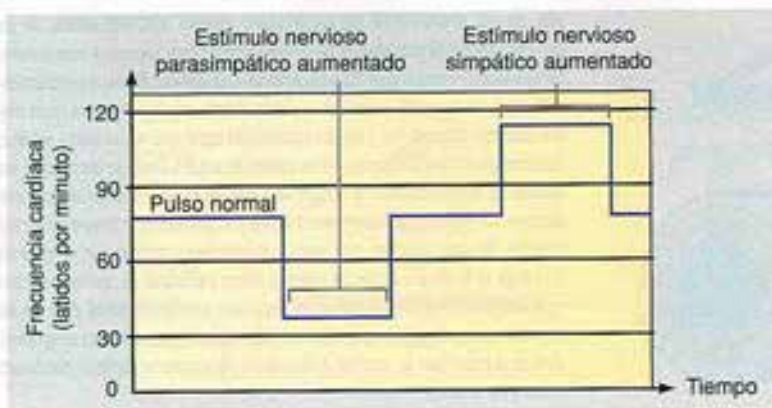 Estímulo nervioso
parasimpático aumentado
Estímulo nervioso
simpático aumentado
Frecuencia cardíaca
(latidos por minuto)
120
90
Pulso normal
60
30
0
Tiempo